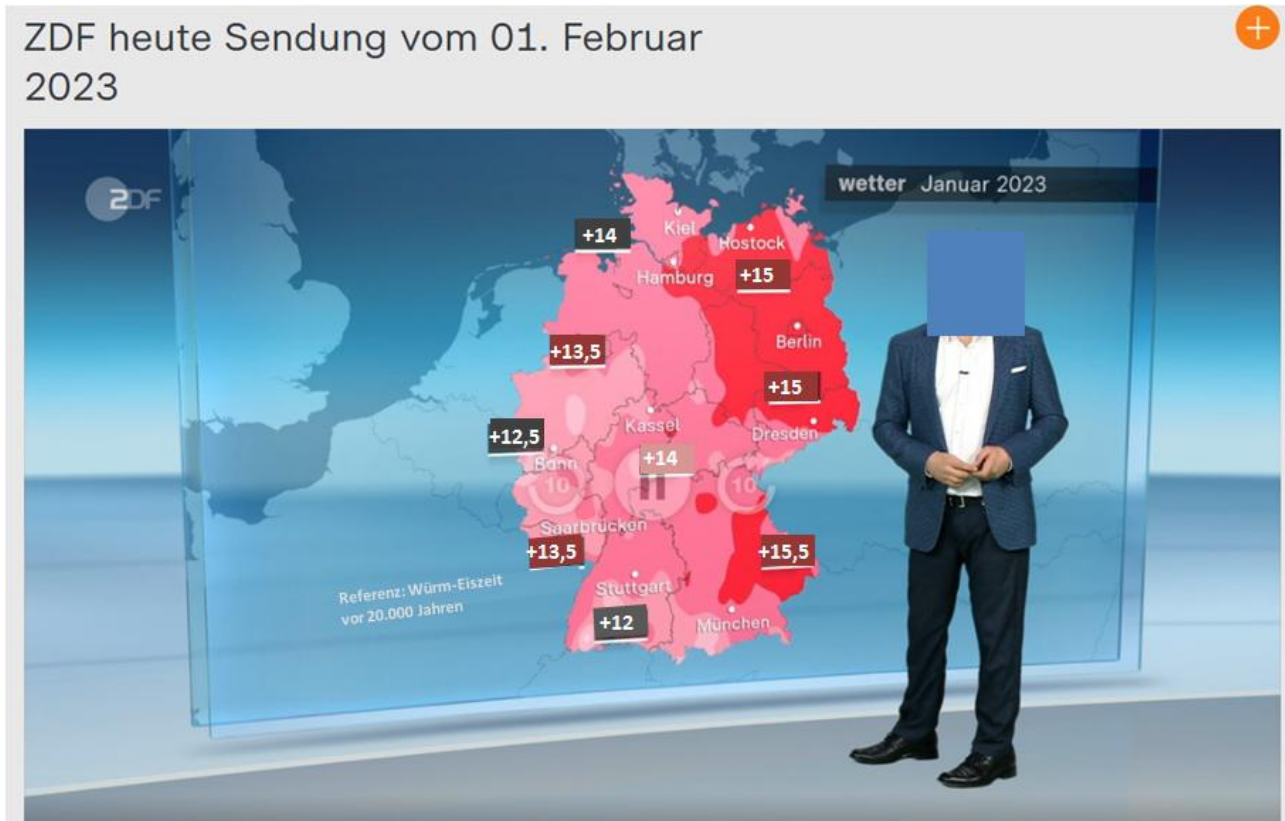 ZDF heute Sendung vom 01. Februar
2023
+
2DF
wetter Januar 2023
+14
Kiel
Rostock
Hamburg
+15
+13,5
Berlin
+15
Kassel
Dresden
+12,5
Bonn
+14
10
10
Saarbrücken
+13,5
+15,5
Referenz: Würm-Eiszeit
vor 20.000 Jahren
Stuttgart
+12
München